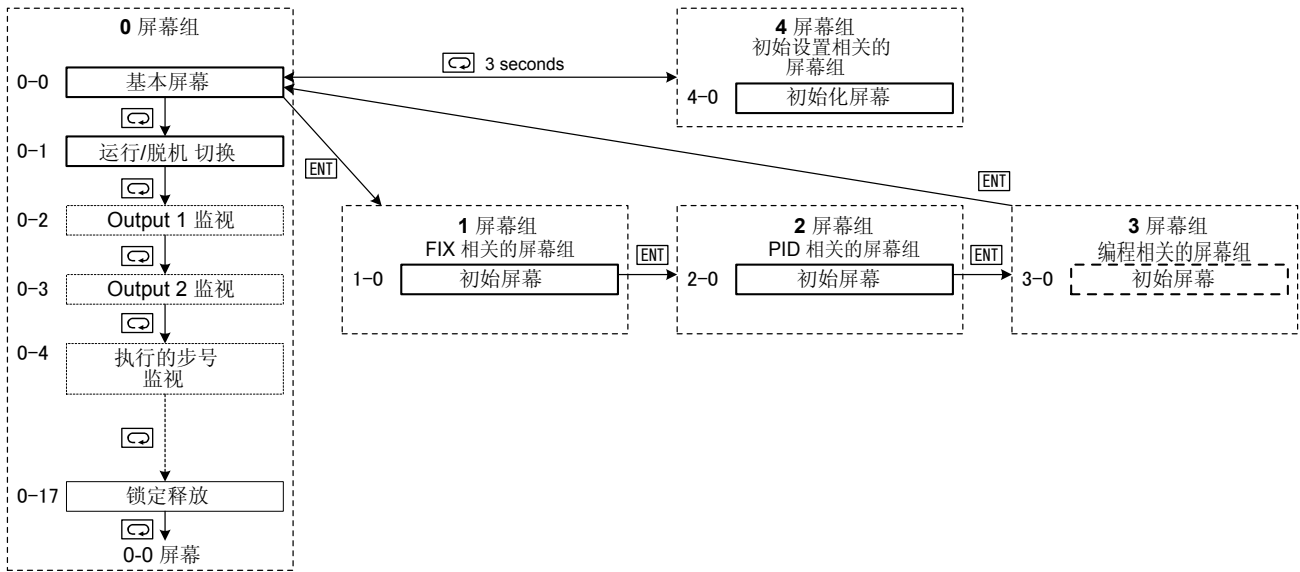 0 屏幕组
0-0
基本屏幕
0-1
运行/脱机 切换
0-2
Output 1 监视
0-3
Output 2 监视
0-4
执行的步号
监视
0-17
锁定释放
0-0 屏幕
3 seconds
4 屏幕组
初始设置相关的
屏幕组
4-0
初始化屏幕
ENT
1 屏幕组
FIX 相关的屏幕组
1-0
初始屏幕
ENT
2 屏幕组
PID 相关的屏幕组
2-0
初始屏幕
ENT
ENT
3 屏幕组
编程相关的屏幕组
3-0
初始屏幕